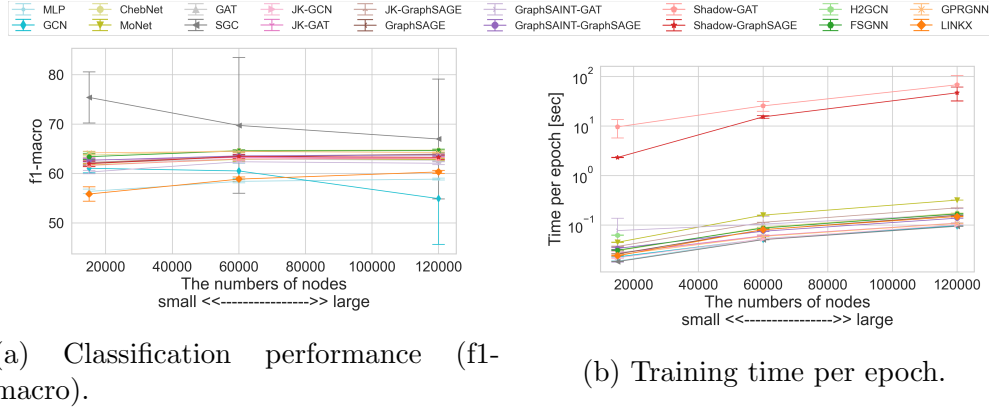 MLP ChebNet GAT JK-GCN JK-GraphSAGE GraphSAINT-GAT Shadow-GAT H2GCN GPRGNN
GCN MoNet SGC JK-GAT GraphSAGE GraphSAINT-GraphSAGE Shadow-GraphSAGE FSGNN LINKX
f1-macro
80
70
60
50
20000 40000 60000 80000 100000 120000
The numbers of nodes
small <<---------------->> large
(a) Classification performance (f1-
macro).
Time per epoch [sec]
10^2
10^1
10^0
10^−1
20000 40000 60000 80000 100000 120000
The numbers of nodes
small <<---------------->> large
(b) Training time per epoch.